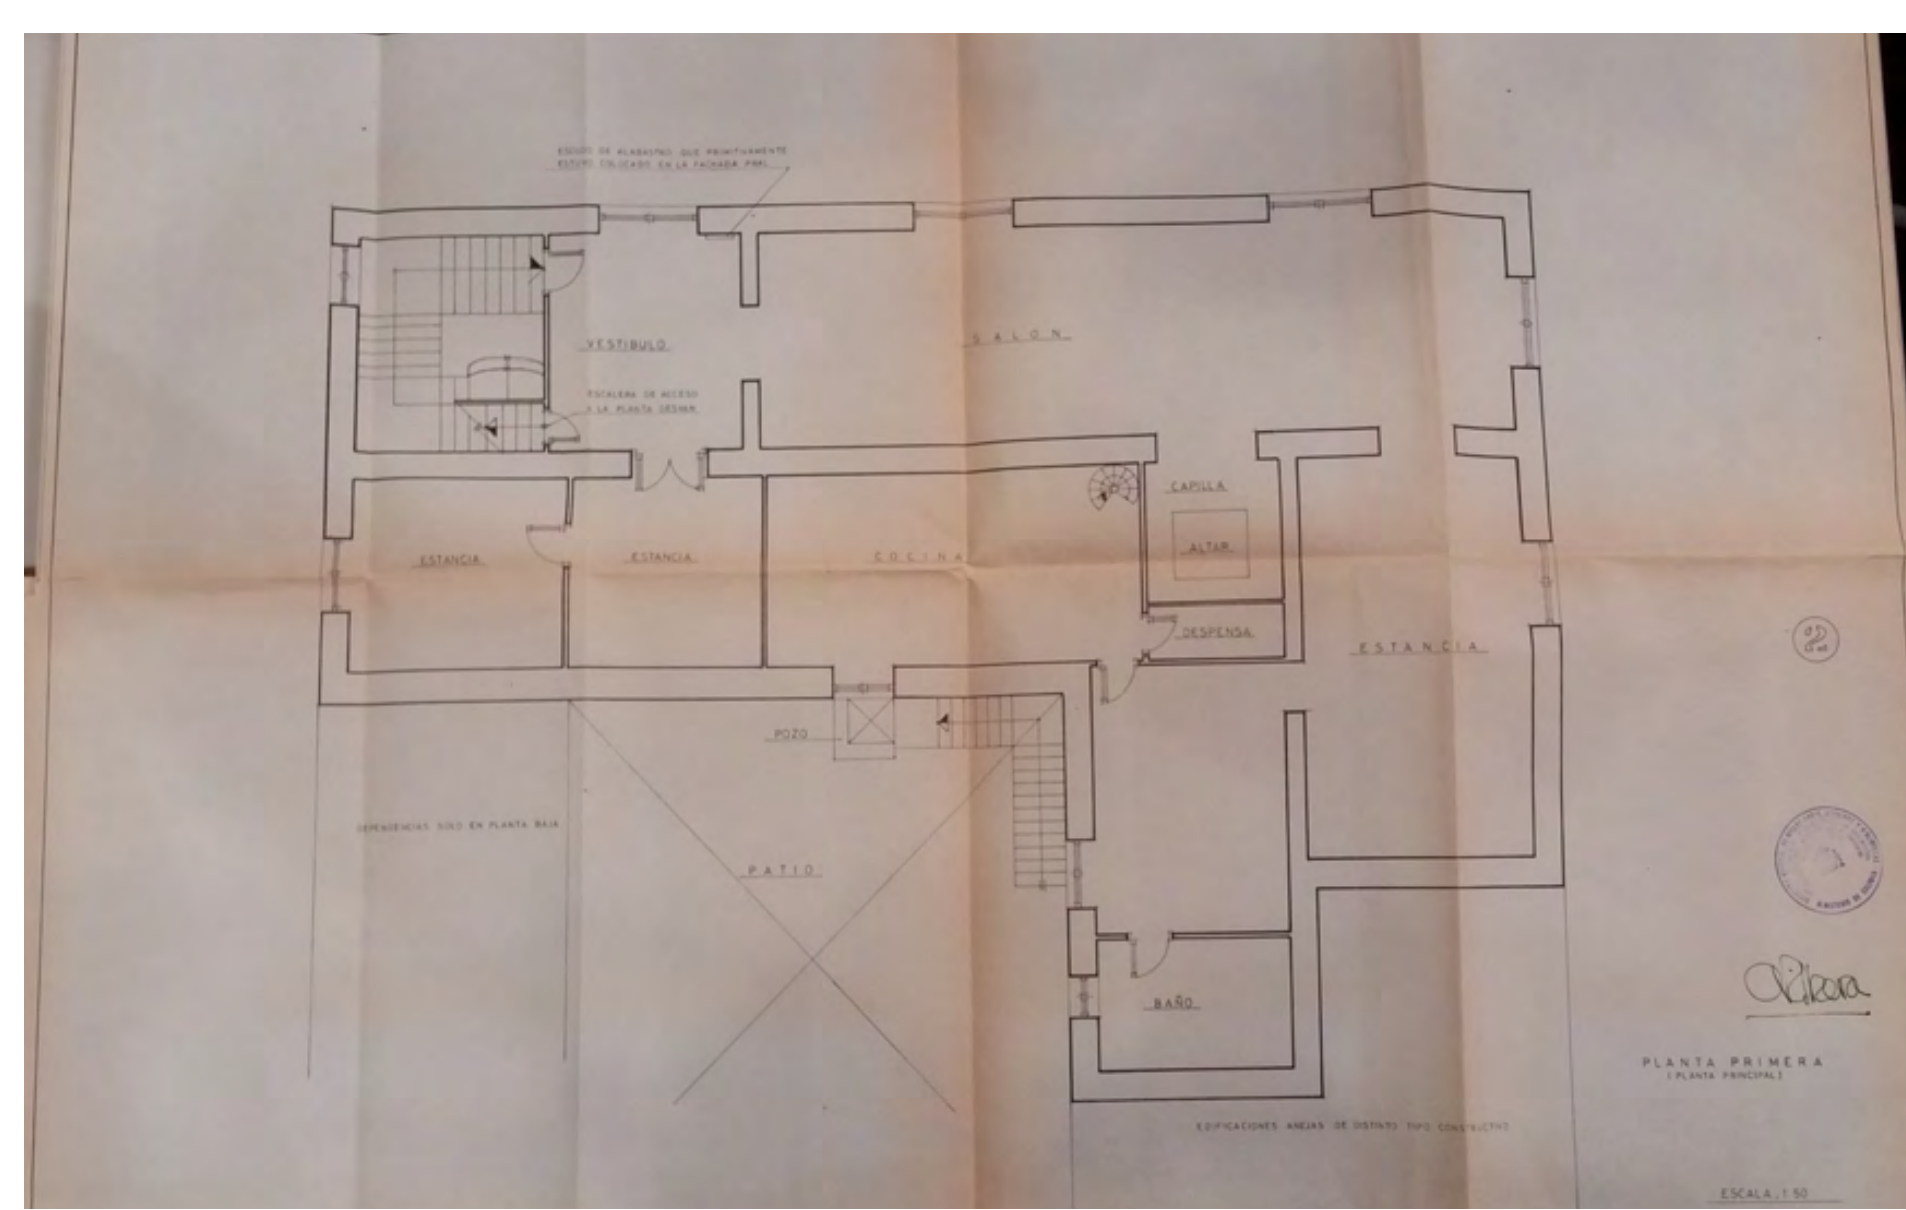 ESCUDO DE ALABASTRO QUE PRIMITIVAMENTE
ESTUVO COLOCADO EN LA FACHADA PRAL.
VESTIBULO
SALON
ESCALERA DE ACCESO
A LA PLANTA DESVAN.
CAPILLA
ALTAR
ESTANCIA
ESTANCIA
COCINA
DESPENSA
ESTANCIA
POZO
DEPENDENCIAS SOLO EN PLANTA BAJA
PATIO
BAÑO
PLANTA PRIMERA
(PLANTA PRINCIPAL)
EDIFICACIONES ANEJAS DE DISTINTO TIPO CONSTRUCTIVO
ESCALA, 1:50